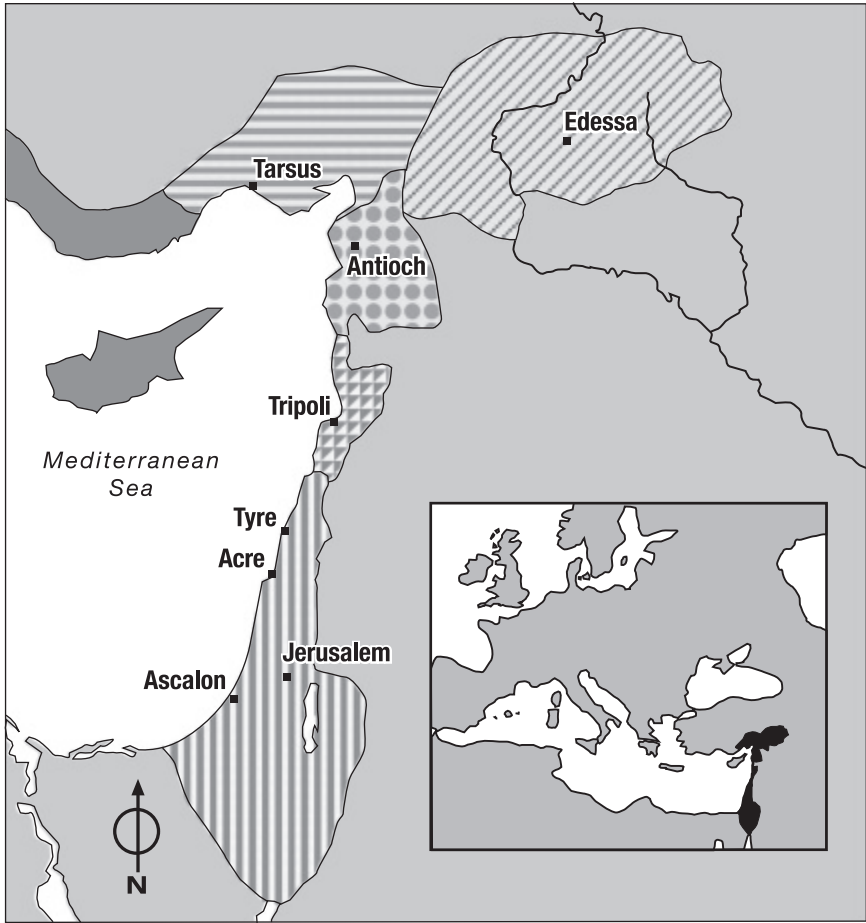 Edessa
Tarsus
Antioch
Tripoli
Mediterranean
Sea
Tyre
Acre
Jerusalem
Ascalon
N